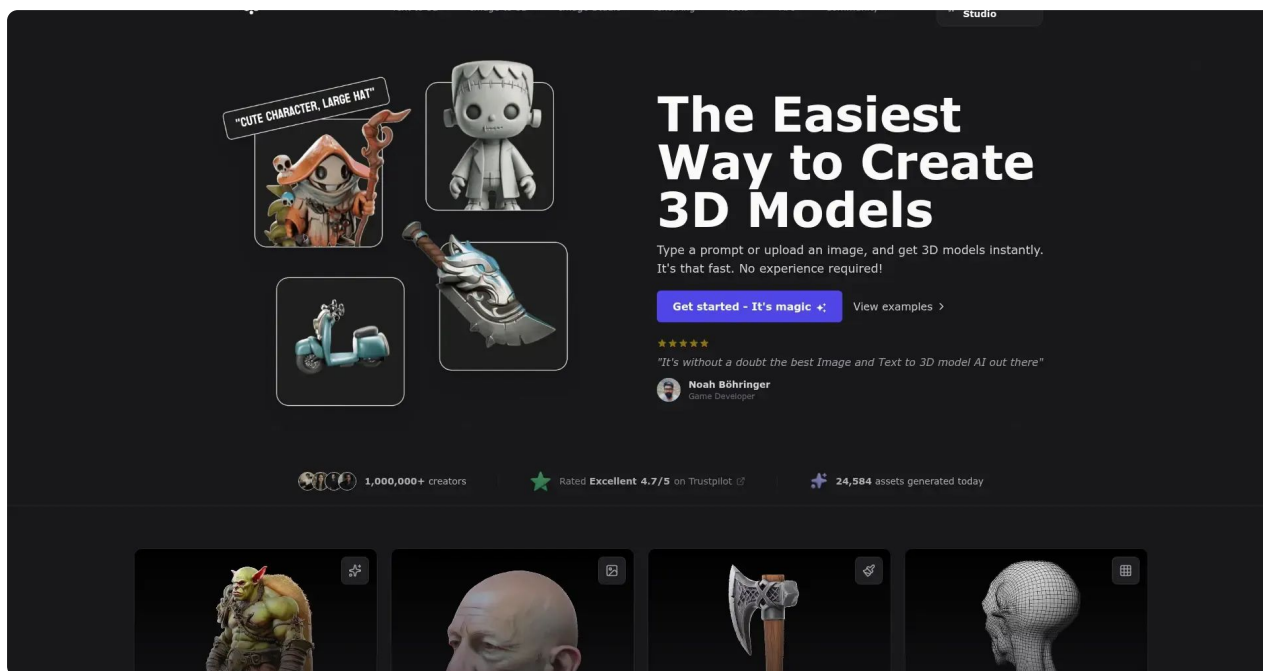 Studio
"CUTE CHARACTER, LARGE HAT"
The Easiest
Way to Create
3D Models
Type a prompt or upload an image, and get 3D models instantly.
It's that fast. No experience required!
Get started - It's magic
View examples
"It's without a doubt the best Image and Text to 3D model AI out there"
Noah Böhringer
Game Developer
1,000,000+ creators
Rated Excellent 4.7/5 on Trustpilot
24,584 assets generated today